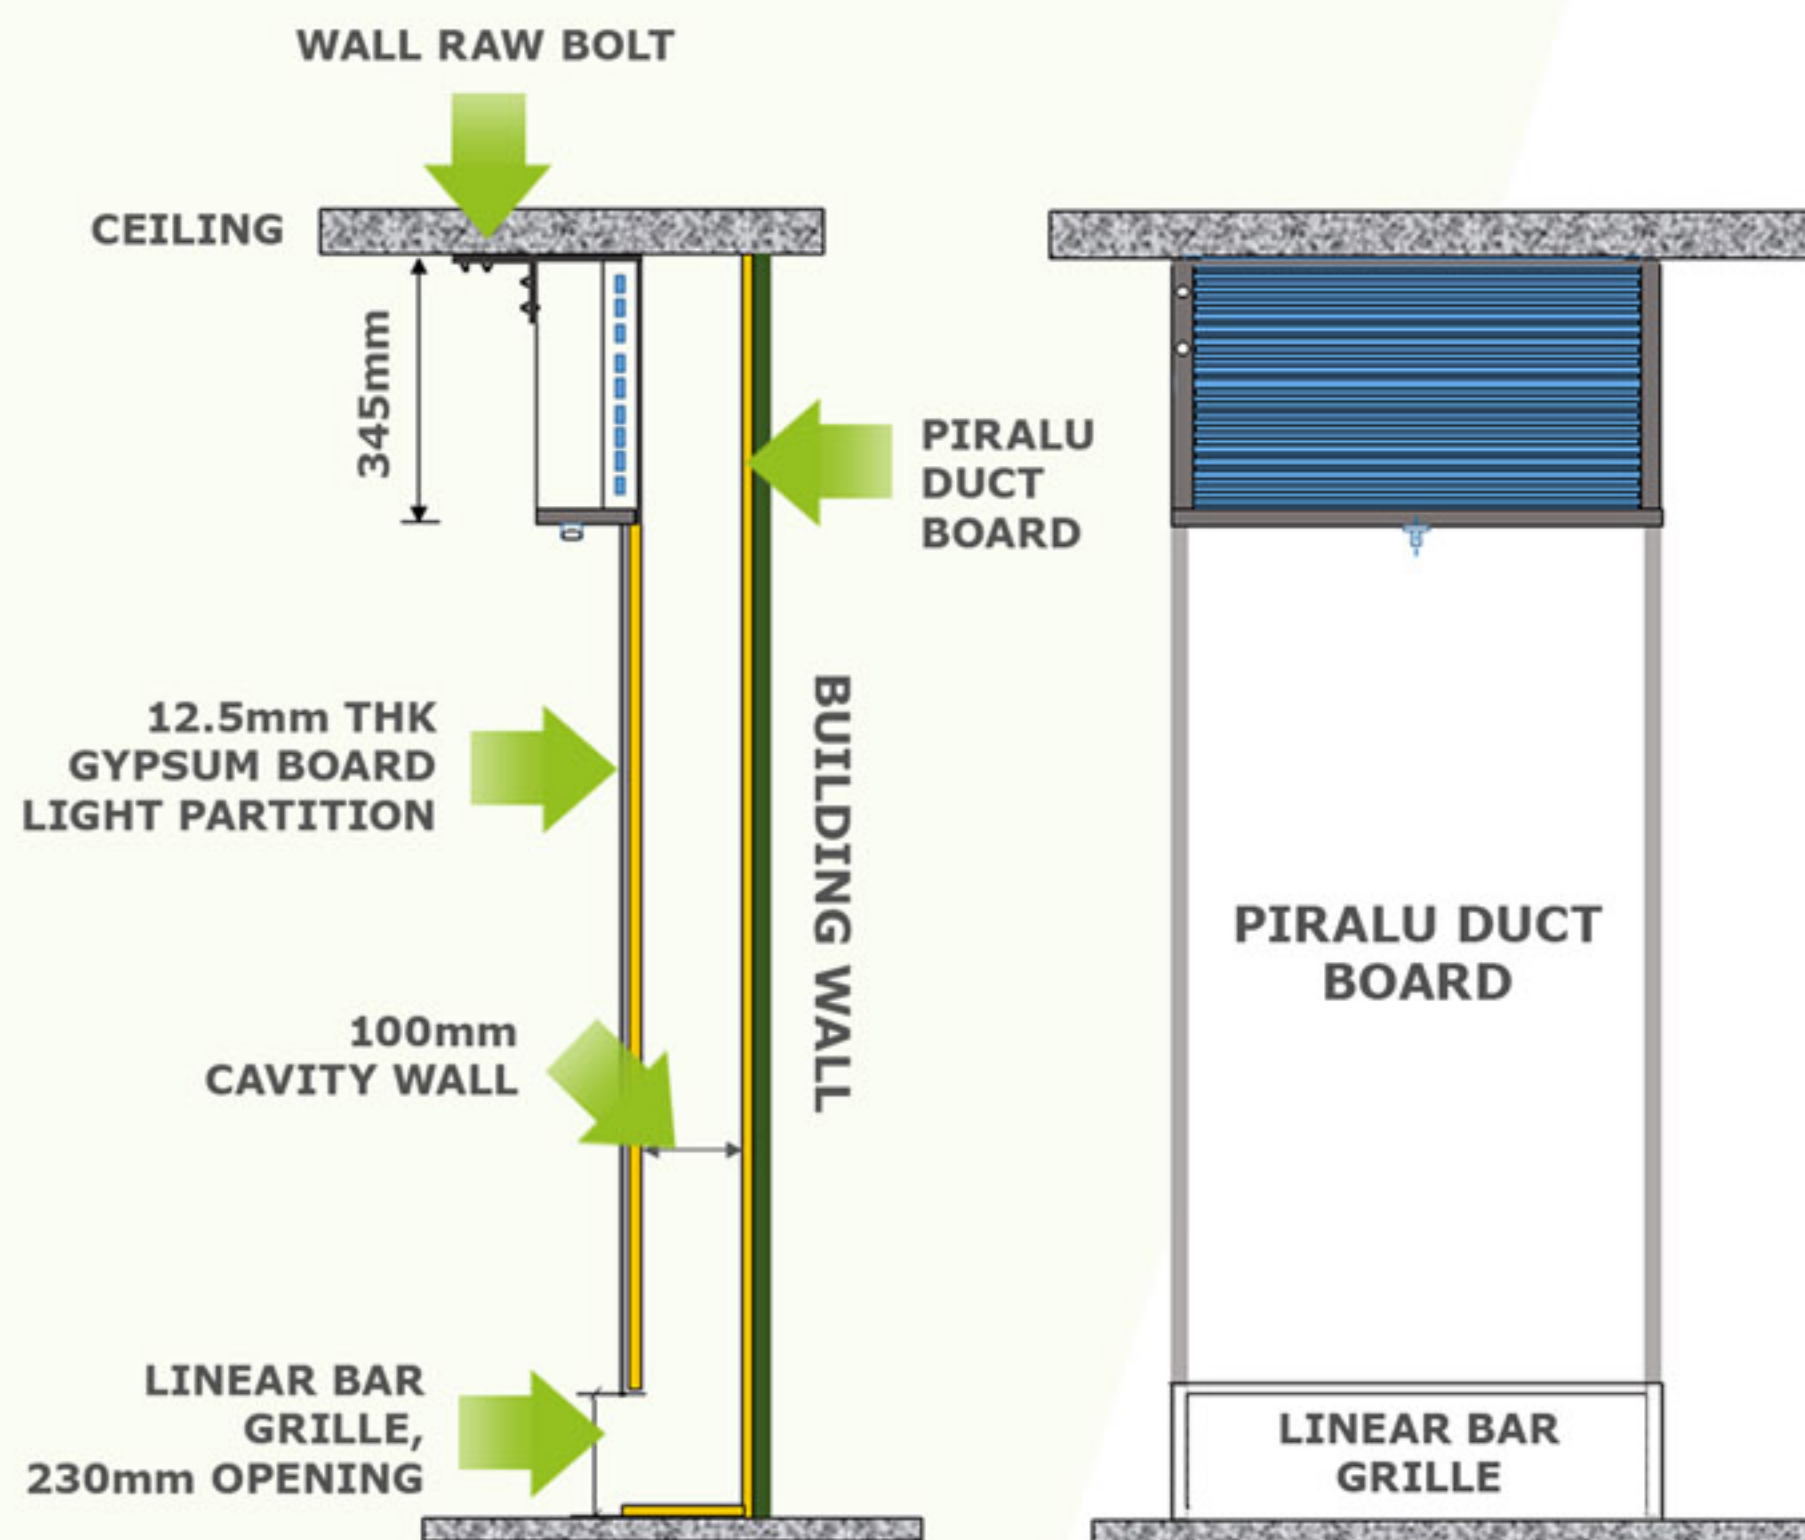 WALL RAW BOLT
CEILING
345mm
PIRALU
DUCT
BOARD
12.5mm THK
GYPSUM BOARD
LIGHT PARTITION
BUILDING WALL
100mm
CAVITY WALL
LINEAR BAR
GRILLE,
230mm OPENING
PIRALU DUCT
BOARD
LINEAR BAR
GRILLE